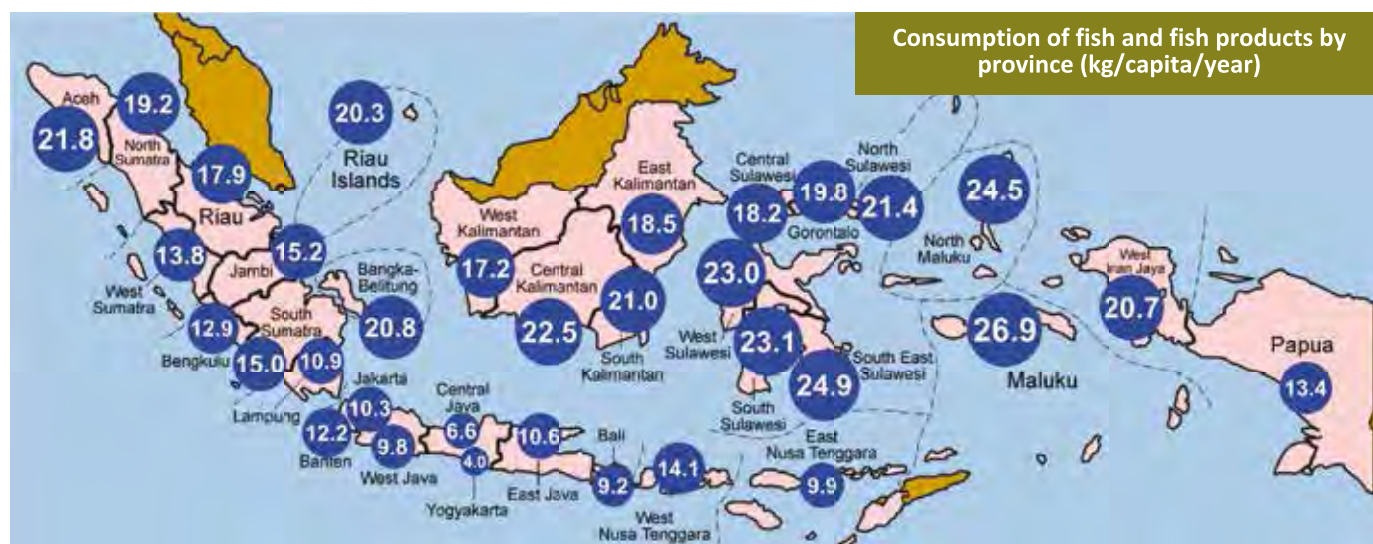 Consumption of fish and fish products by
province (kg/capita/year)
Aceh
21.8
19.2
North
Sumatra
17.9
Riau
20.3
Riau
Islands
13.8
West
Sumatra
15.2
Jambi
Bangka-
Belitung
20.8
South
Sumatra
12.9
Bengkulu
15.0
10.9
Lampung
Jakarta
10.3
12.2
Banten
9.8
West Java
Central
Java
6.6
4.0
Yogyakarta
10.6
East Java
Bali
9.2
14.1
West
Nusa Tenggara
East
Nusa Tenggara
9.9
West
Kalimantan
17.2
Central
Kalimantan
22.5
East
Kalimantan
18.5
21.0
South
Kalimantan
Central
Sulawesi
18.2
19.8
Gorontalo
North
Sulawesi
21.4
23.0
West
Sulawesi
23.1
South
Sulawesi
24.9
South East
Sulawesi
24.5
North
Maluku
26.9
Maluku
West
Irian Jaya
20.7
Papua
13.4